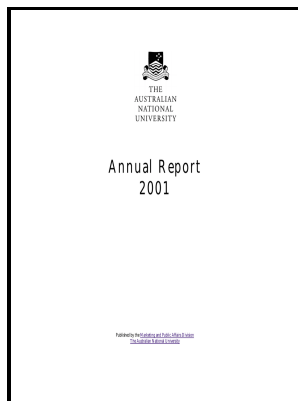 THE
AUSTRALIAN
NATIONAL
UNIVERSITY
Annual Report
2001
Published by the Marketing and Public Affairs Division
The Australian National University